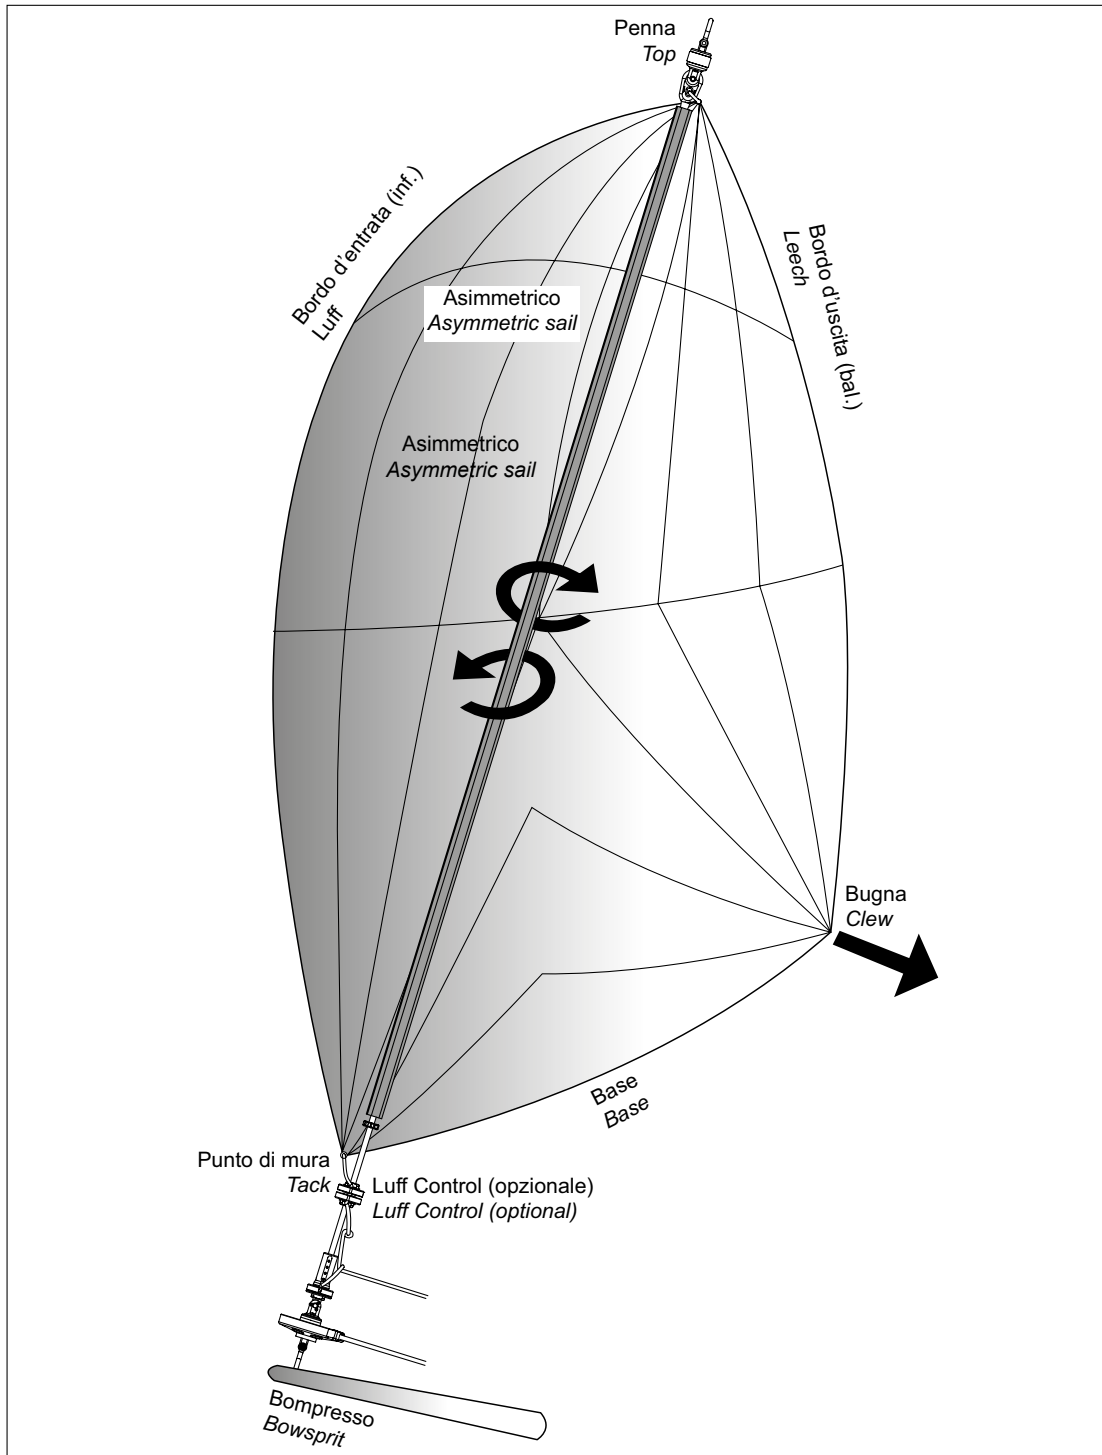 Penna
Top
Bordo d'entrata (inf.)
Luff
Bordo d'uscita (bal.)
Leech
Asimmetrico
Asymmetric sail
Asimmetrico
Asymmetric sail
Bugna
Clew
Base
Base
Punto di mura
Tack
Luff Control (opzionale)
Luff Control (optional)
Bompresso
Bowsprit